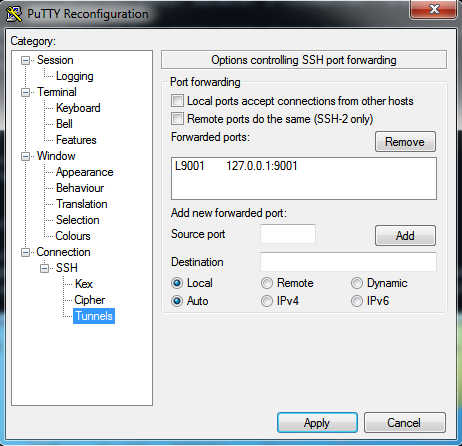 PuTTY Reconfiguration
Category:
Session
Logging
Terminal
Keyboard
Bell
Features
Window
Appearance
Behaviour
Translation
Selection
Colours
Connection
SSH
Kex
Cipher
Tunnels
Options controlling SSH port forwarding
Port forwarding
Local ports accept connections from other hosts
Remote ports do the same (SSH-2 only)
Forwarded ports:
Remove
L9001 127.0.0.1:9001
Add new forwarded port:
Source port
Add
Destination
Local Remote Dynamic
Auto IPv4 IPv6
Apply Cancel